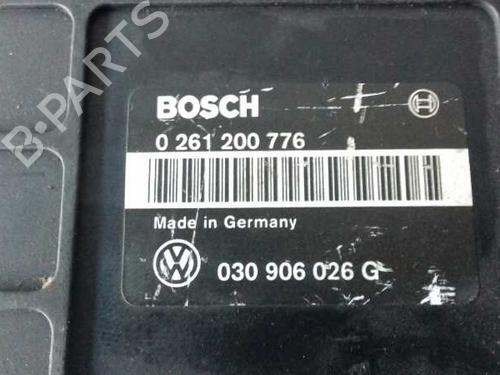 B-PARTS
BOSCH
0 261 200 776
Made in Germany
030 906 026 G